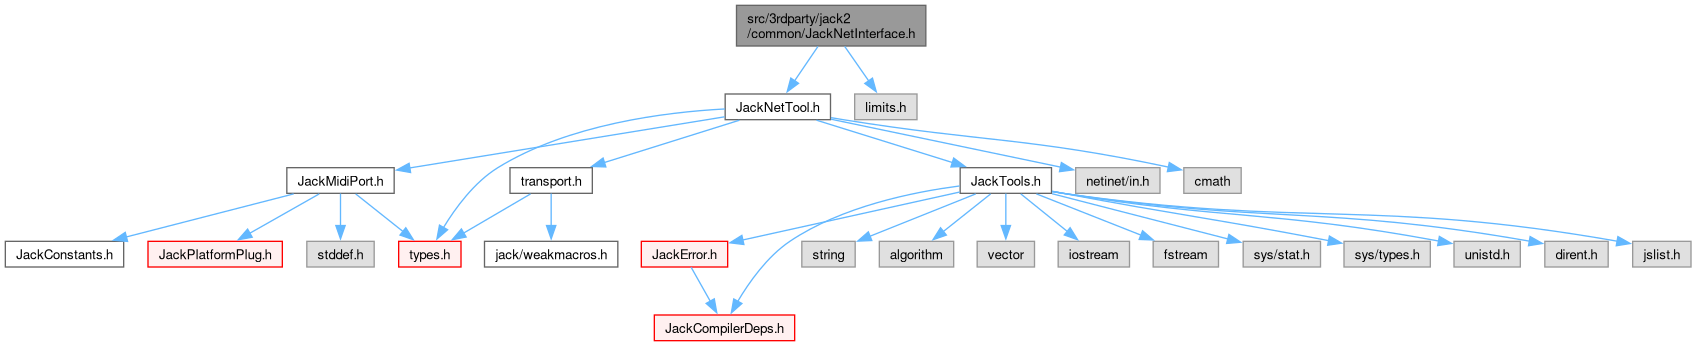 src/3rdparty/jack2
/common/JackNetInterface.h
JackNetTool.h
limits.h
JackMidiPort.h
transport.h
JackTools.h
netinet/in.h
cmath
JackConstants.h
JackPlatformPlug.h
stddef.h
types.h
jack/weakmacros.h
JackError.h
string
algorithm
vector
iostream
fstream
sys/stat.h
sys/types.h
unistd.h
dirent.h
jslist.h
JackCompilerDeps.h